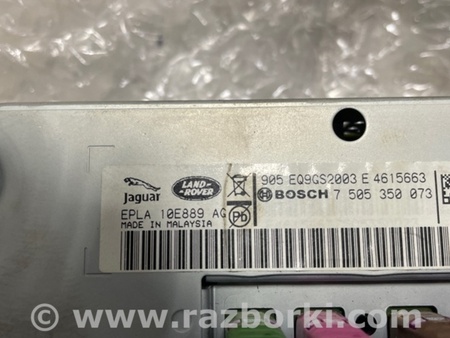 905 EQ9GS2003 E 4615663
LAND-
ROVER
BOSCH 7 505 350 073
Jaguar
EPLA 10E889 AG
Pb
MADE IN MALAYSIA
www.razborki.com